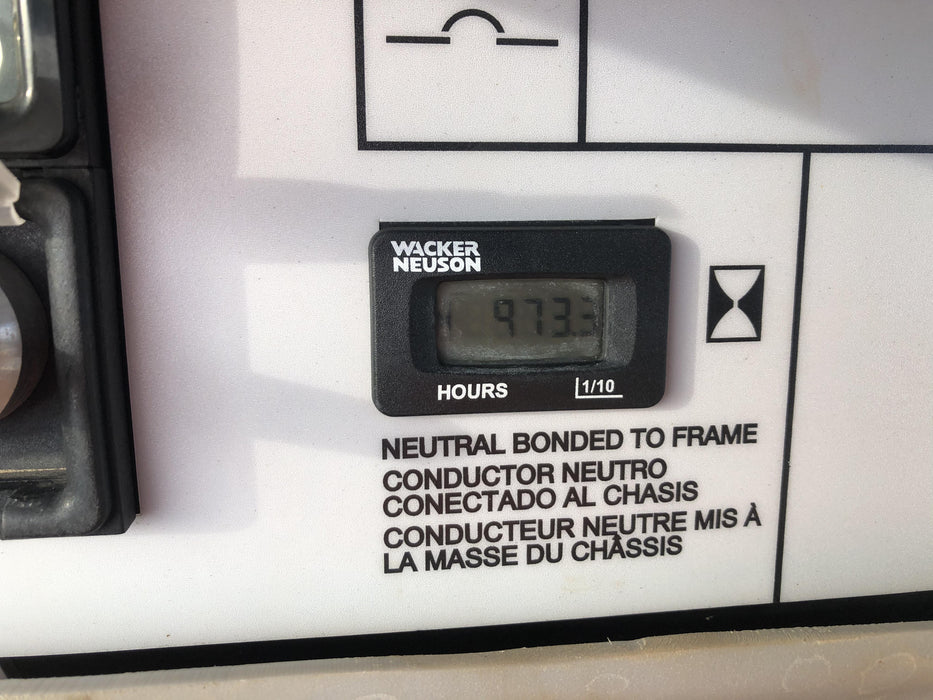 WACKER
NEUSON
973.3
HOURS
1/10
NEUTRAL BONDED TO FRAME
CONDUCTOR NEUTRO
CONECTADO AL CHASIS
CONDUCTEUR NEUTRE MIS À
LA MASSE DU CHÂSSIS